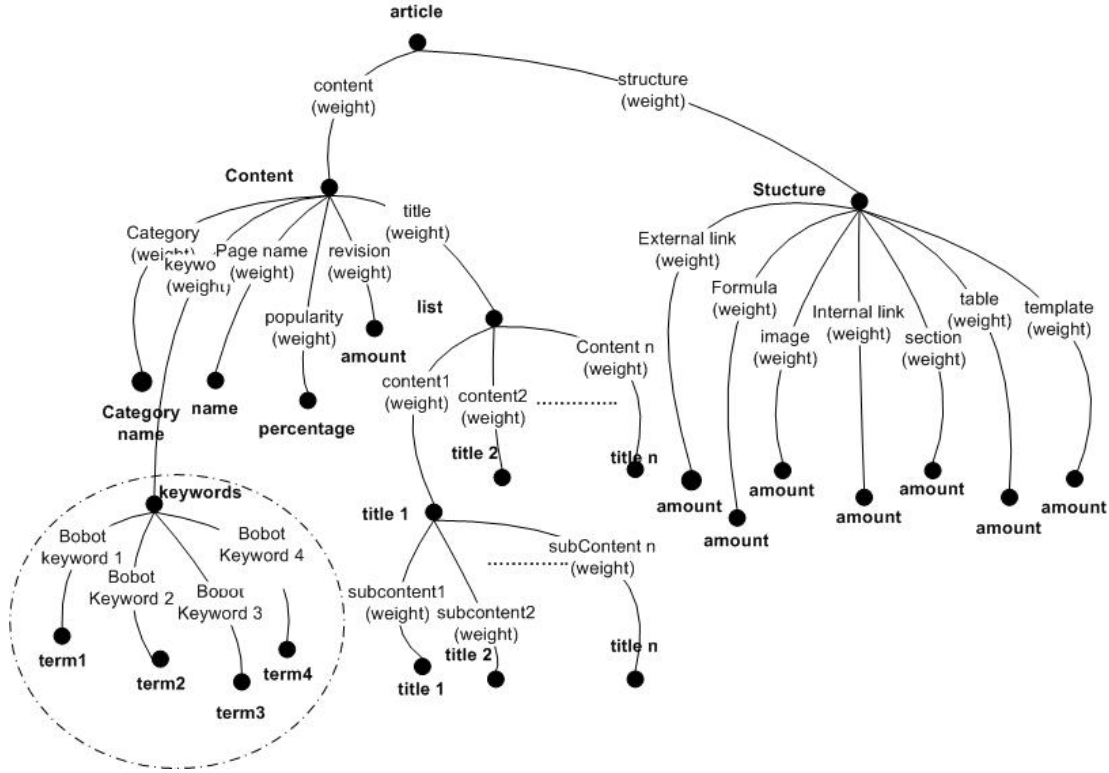 article
content
(weight)
structure
(weight)
Content
Stucture
Category
(weight)
keywo
(weight)
Page name
(weight)
popularity
(weight)
revision
(weight)
title
(weight)
External link
(weight)
Formula
(weight)
image
(weight)
Internal link
(weight)
section
(weight)
table
(weight)
template
(weight)
list
amount
Category
name
name
percentage
content1
(weight)
content2
(weight)
Content n
(weight)
title 2
title n
amount
amount
amount
amount
amount
amount
amount
keywords
title 1
Bobot
keyword 1
Bobot
Keyword 2
Bobot
Keyword 3
Bobot
Keyword 4
subcontent1
(weight)
subcontent2
(weight)
subContent n
(weight)
term1
term2
term3
term4
title 1
title 2
title n